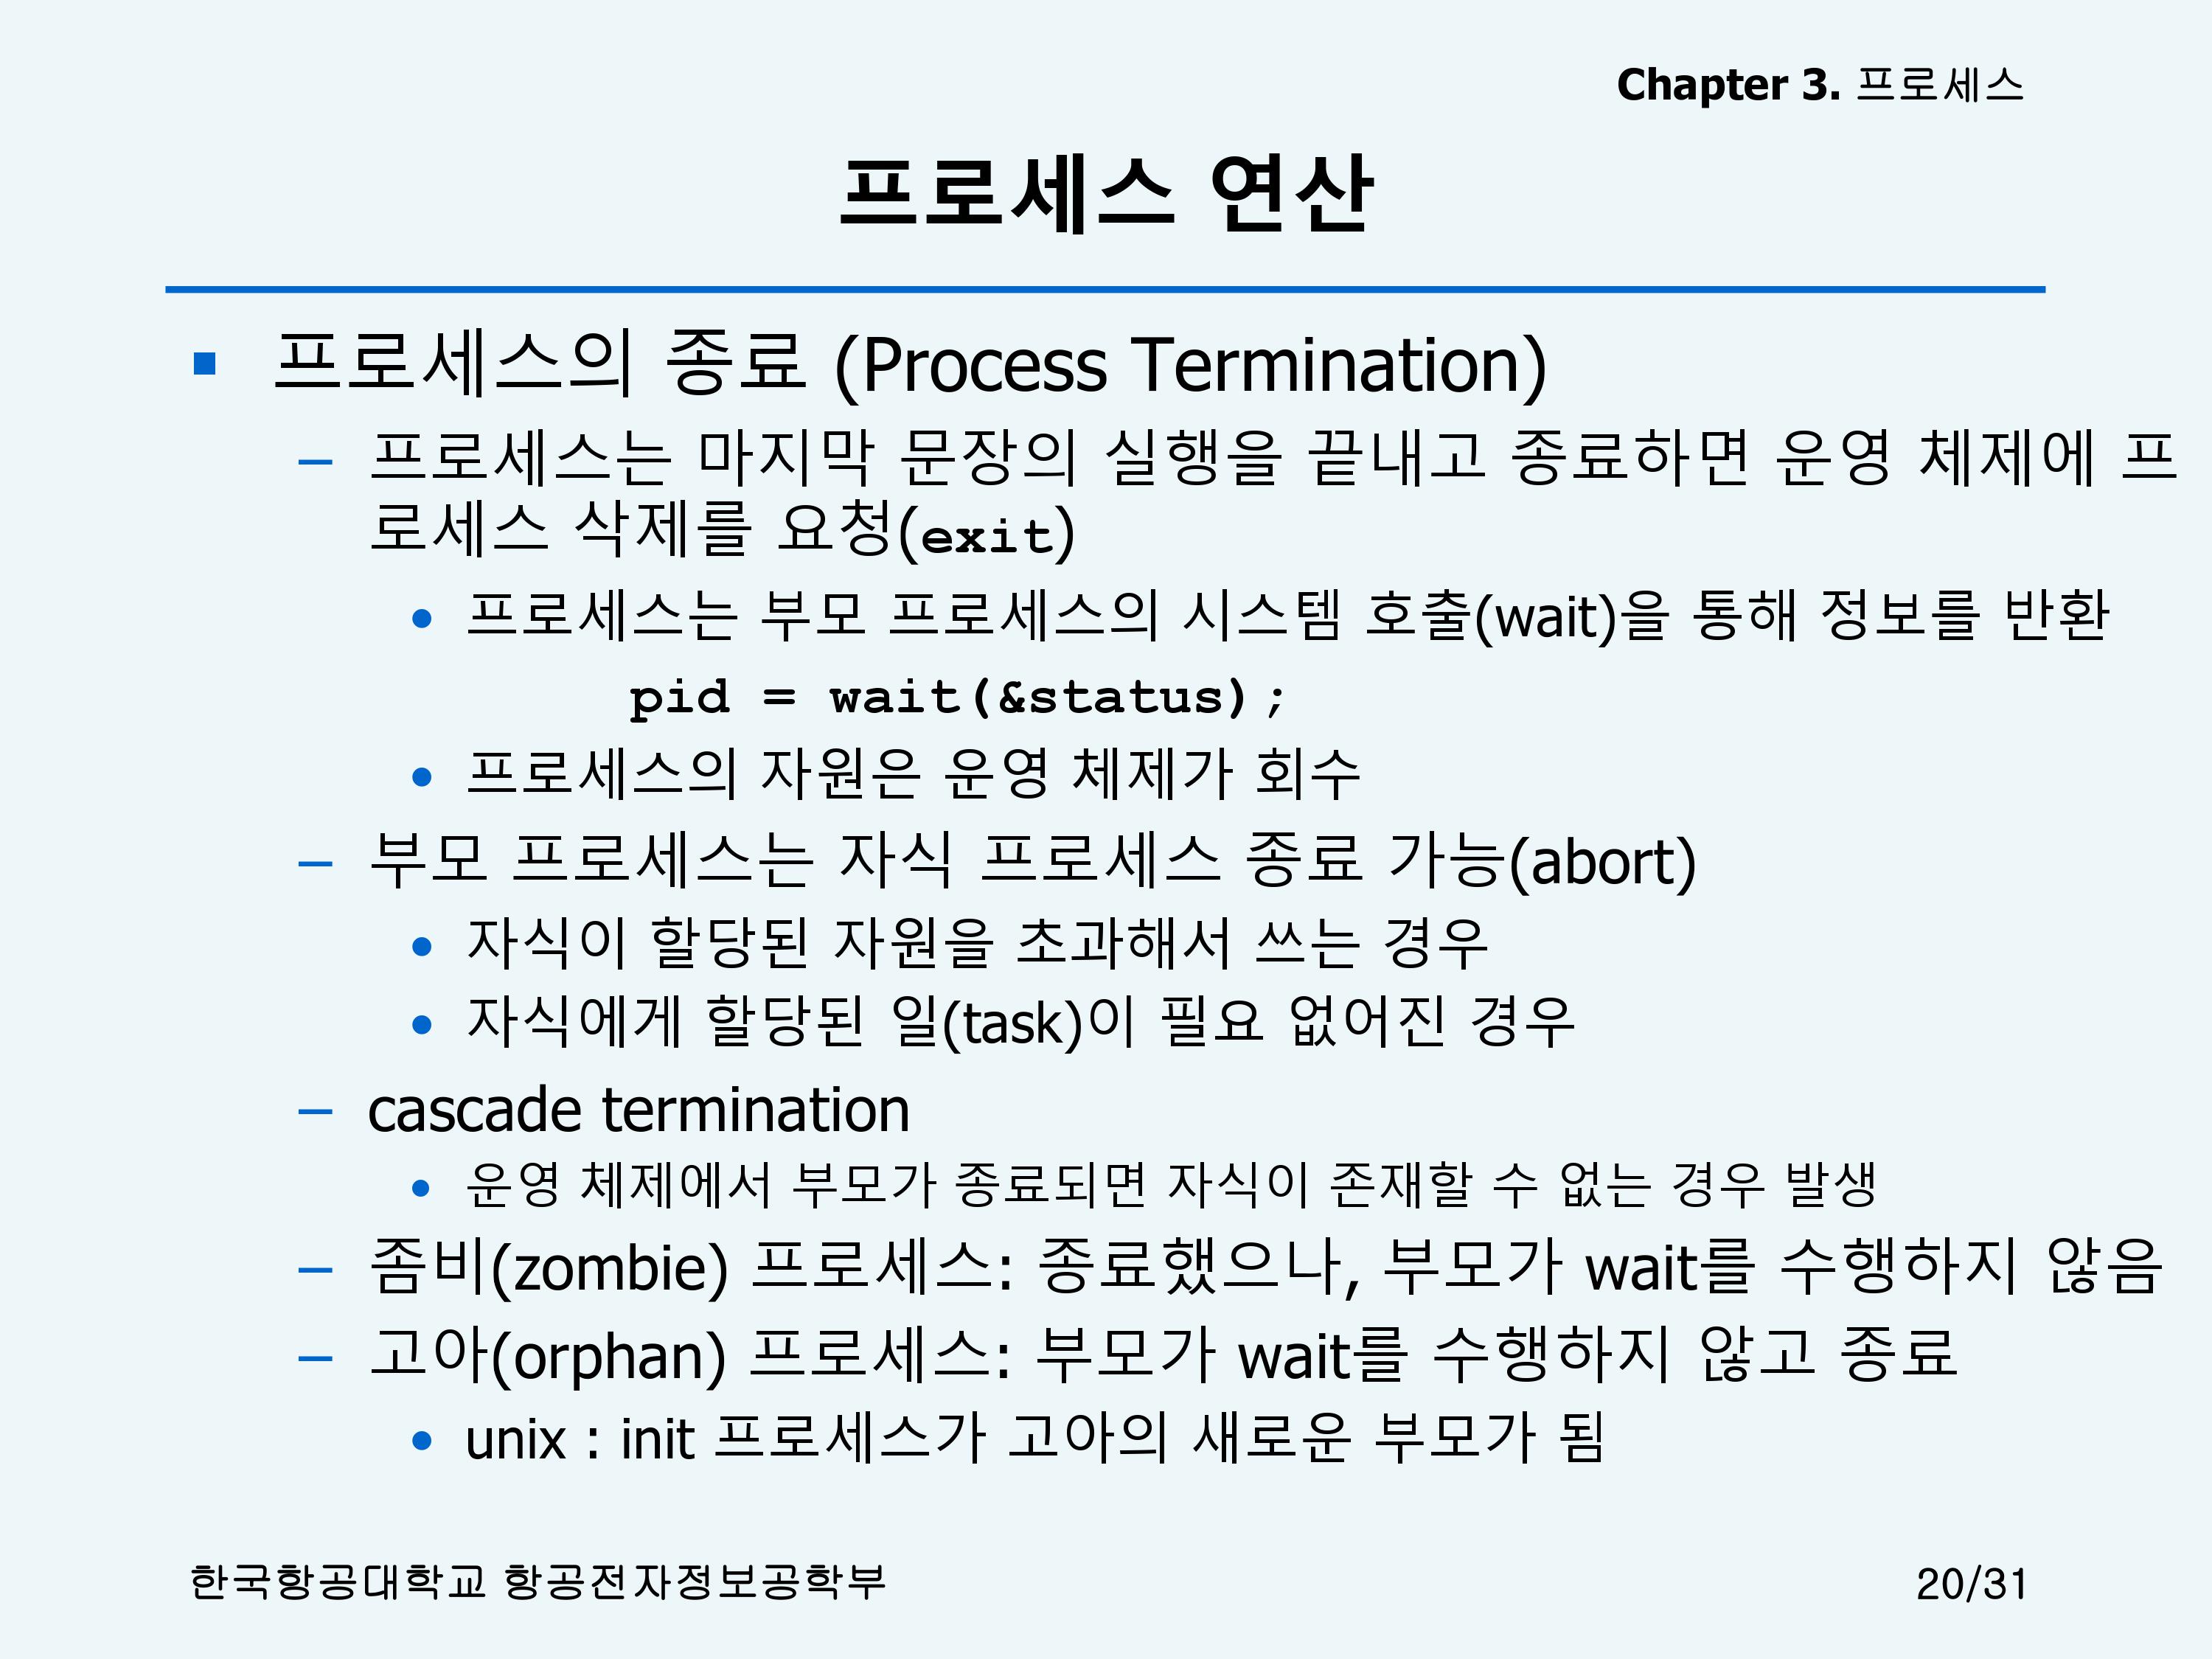 Chapter 3. 프로세스
프로세스 연산
▪ 프로세스의 종료 (Process Termination)
– 프로세스는 마지막 문장의 실행을 끝내고 종료하면 운영 체제에 프
로세스 삭제를 요청(exit)
• 프로세스는 부모 프로세스의 시스템 호출(wait)을 통해 정보를 반환
pid = wait(&status);
• 프로세스의 자원은 운영 체제가 회수
– 부모 프로세스는 자식 프로세스 종료 가능(abort)
• 자식이 할당된 자원을 초과해서 쓰는 경우
• 자식에게 할당된 일(task)이 필요 없어진 경우
– cascade termination
• 운영 체제에서 부모가 종료되면 자식이 존재할 수 없는 경우 발생
– 좀비(zombie) 프로세스: 종료했으나, 부모가 wait를 수행하지 않음
– 고아(orphan) 프로세스: 부모가 wait를 수행하지 않고 종료
• unix : init 프로세스가 고아의 새로운 부모가 됨
한국항공대학교 항공전자정보공학부
20/31